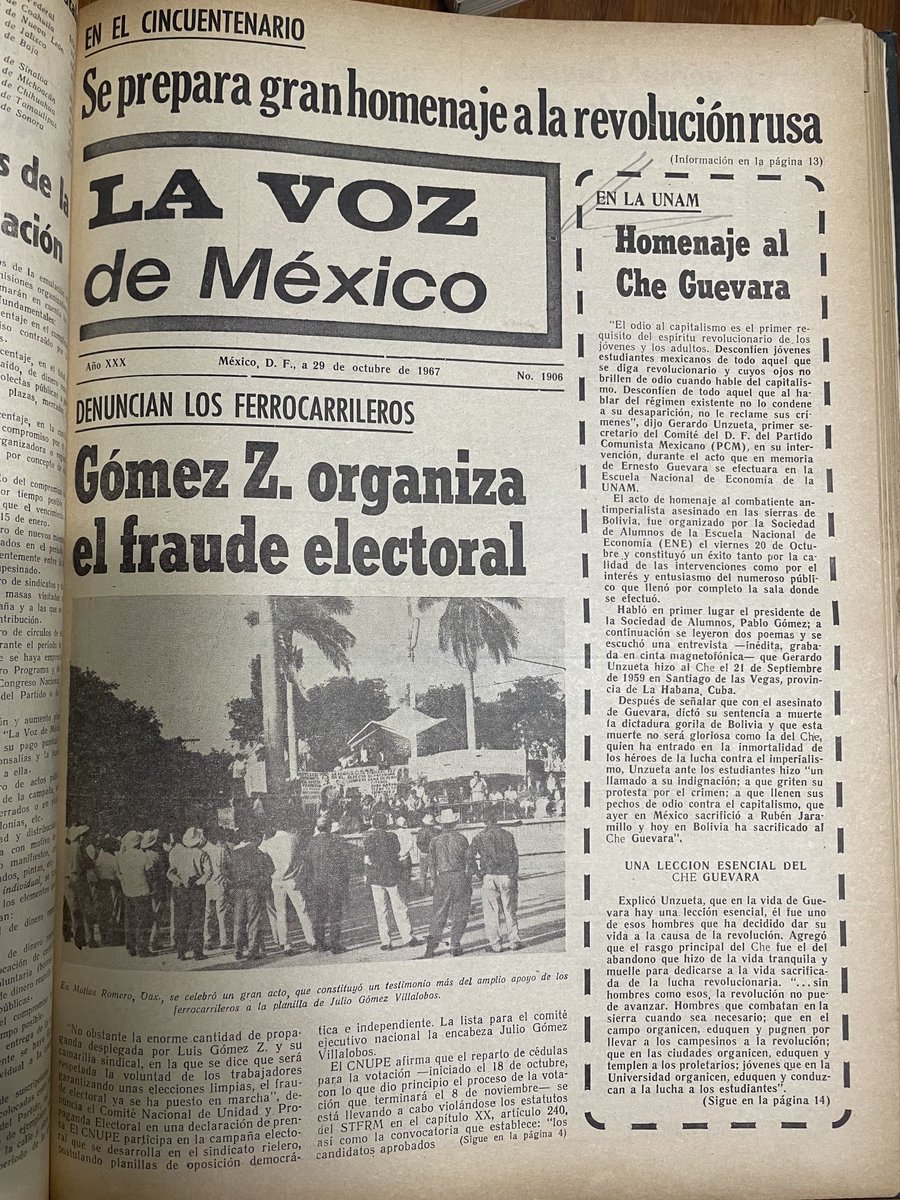 Federal
de Coahuila
de Nuevo León,
de Jalisco
de Baja
de Sinaloa
de Michoacán
de Chihuahua
de Tamaulipas
de Sonora
EN EL CINCUENTENARIO
Se prepara gran homenaje a la revolución rusa
(Información en la página 13)
LA VOZ
de México
Año XXX
México, D. F., a 29 de octubre de 1967
No. 1906
DENUNCIAN LOS FERROCARRILEROS
Gómez Z. organiza
el fraude electoral
En Matías Romero, Oax., se celebró un gran acto, que constituyó un testimonio más del amplio apoyo de los
ferrocarrileros a la planilla de Julio Gómez Villalobos.
"No obstante la enorme cantidad de propa-
ganda desplegada por Luis Gómez Z. y su
camarilla sindical, en la que se dice que será
respetada la voluntad de los trabajadores
garantizando unas elecciones limpias, el frau-
de electoral ya se ha puesto en marcha", de-
nuncia el Comité Nacional de Unidad y Pro-
paganda Electoral en una declaración de pren-
sa. El CNUPE participa en la campaña electo-
ral que se desarrolla en el sindicato rielero,
postulando planillas de oposición democrá-
tica e independiente. La lista para el comité
ejecutivo nacional la encabeza Julio Gómez
Villalobos.
El CNUPE afirma que el reparto de cédulas
para la votación —iniciado el 18 de octubre,
con lo que dio principio el proceso de la vota-
ción que terminará el 8 de noviembre— se
está llevando a cabo violándose los estatutos
del STFRM en el capítulo XX, artículo 240,
así como la convocatoria que establece: "los
candidatos aprobados
(Sigue en la página 4)
EN LA UNAM
Homenaje al
Che Guevara
"El odio al capitalismo es el primer re-
quisito del espíritu revolucionario de los
jóvenes y los adultos. Desconfíen jóvenes
estudiantes mexicanos de todo aquel que
se diga revolucionario y cuyos ojos no
brillen de odio cuando hable del capitalis-
mo. Desconfíen de todo aquel que al ha-
blar del régimen existente no lo condene
a su desaparición, no le reclame sus crí-
menes", dijo Gerardo Unzueta, primer se-
cretario del Comité del D. F. del Partido
Comunista Mexicano (PCM), en su inter-
vención, durante el acto que en memoria
de Ernesto Guevara se efectuara en la
Escuela Nacional de Economía de la
UNAM.
El acto de homenaje al combatiente an-
timperialista asesinado en las sierras de
Bolivia, fue organizado por la Sociedad
de Alumnos de la Escuela Nacional de
Economía (ENE) el viernes 20 de Octu-
bre y constituyó un éxito tanto por la ca-
lidad de las intervenciones como por el
interés y entusiasmo del numeroso públi-
co que llenó por completo la sala donde
se efectuó.
Habló en primer lugar el presidente de
la Sociedad de Alumnos, Pablo Gómez; a
continuación se leyeron dos poemas y se
escuchó una entrevista —inédita, graba-
da en cinta magnetofónica— que Gerardo
Unzueta hizo al Che el 21 de Septiembre
de 1959 en Santiago de las Vegas, provin-
cia de La Habana, Cuba.
Después de señalar que con el asesinato
de Guevara, dictó su sentencia a muerte
la dictadura gorila de Bolivia y que esta
muerte no será gloriosa como la del Che,
quien ha entrado en la inmortalidad de
los héroes de la lucha contra el imperialis-
mo, Unzueta ante los estudiantes hizo "un
llamado a su indignación; a que griten su
protesta por el crimen; a que llenen sus
pechos de odio contra el capitalismo, que
ayer en México sacrificó a Rubén Jara-
millo y hoy en Bolivia ha sacrificado al
Che Guevara".
UNA LECCION ESENCIAL DEL
CHE GUEVARA
Explicó Unzueta, que en la vida de Gue-
vara hay una lección esencial, él fue uno
de esos hombres que ha decidido dar su
vida a la causa de la revolución. Agregó
que el rasgo principal del Che fue el del
abandono que hizo de la vida tranquila y
muelle para dedicarse a la vida sacrifica-
da de la lucha revolucionaria. "...sin
hombres como esos, la revolución no pue-
de avanzar. Hombres que combatan en la
sierra cuando sea necesario; que en el
campo organicen, eduquen y pugnen por
llevar a los campesinos a la revolución;
que en las ciudades organicen, eduquen y
templen a los proletarios; jóvenes que en la
Universidad organicen, eduquen y conduz-
can a la lucha a los estudiantes".
(Sigue en la página 14)